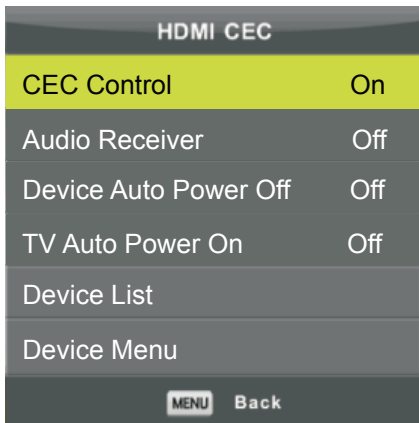 HDMI CEC
CEC Control On
Audio Receiver Off
Device Auto Power Off Off
TV Auto Power On Off
Device List
Device Menu
MENU Back